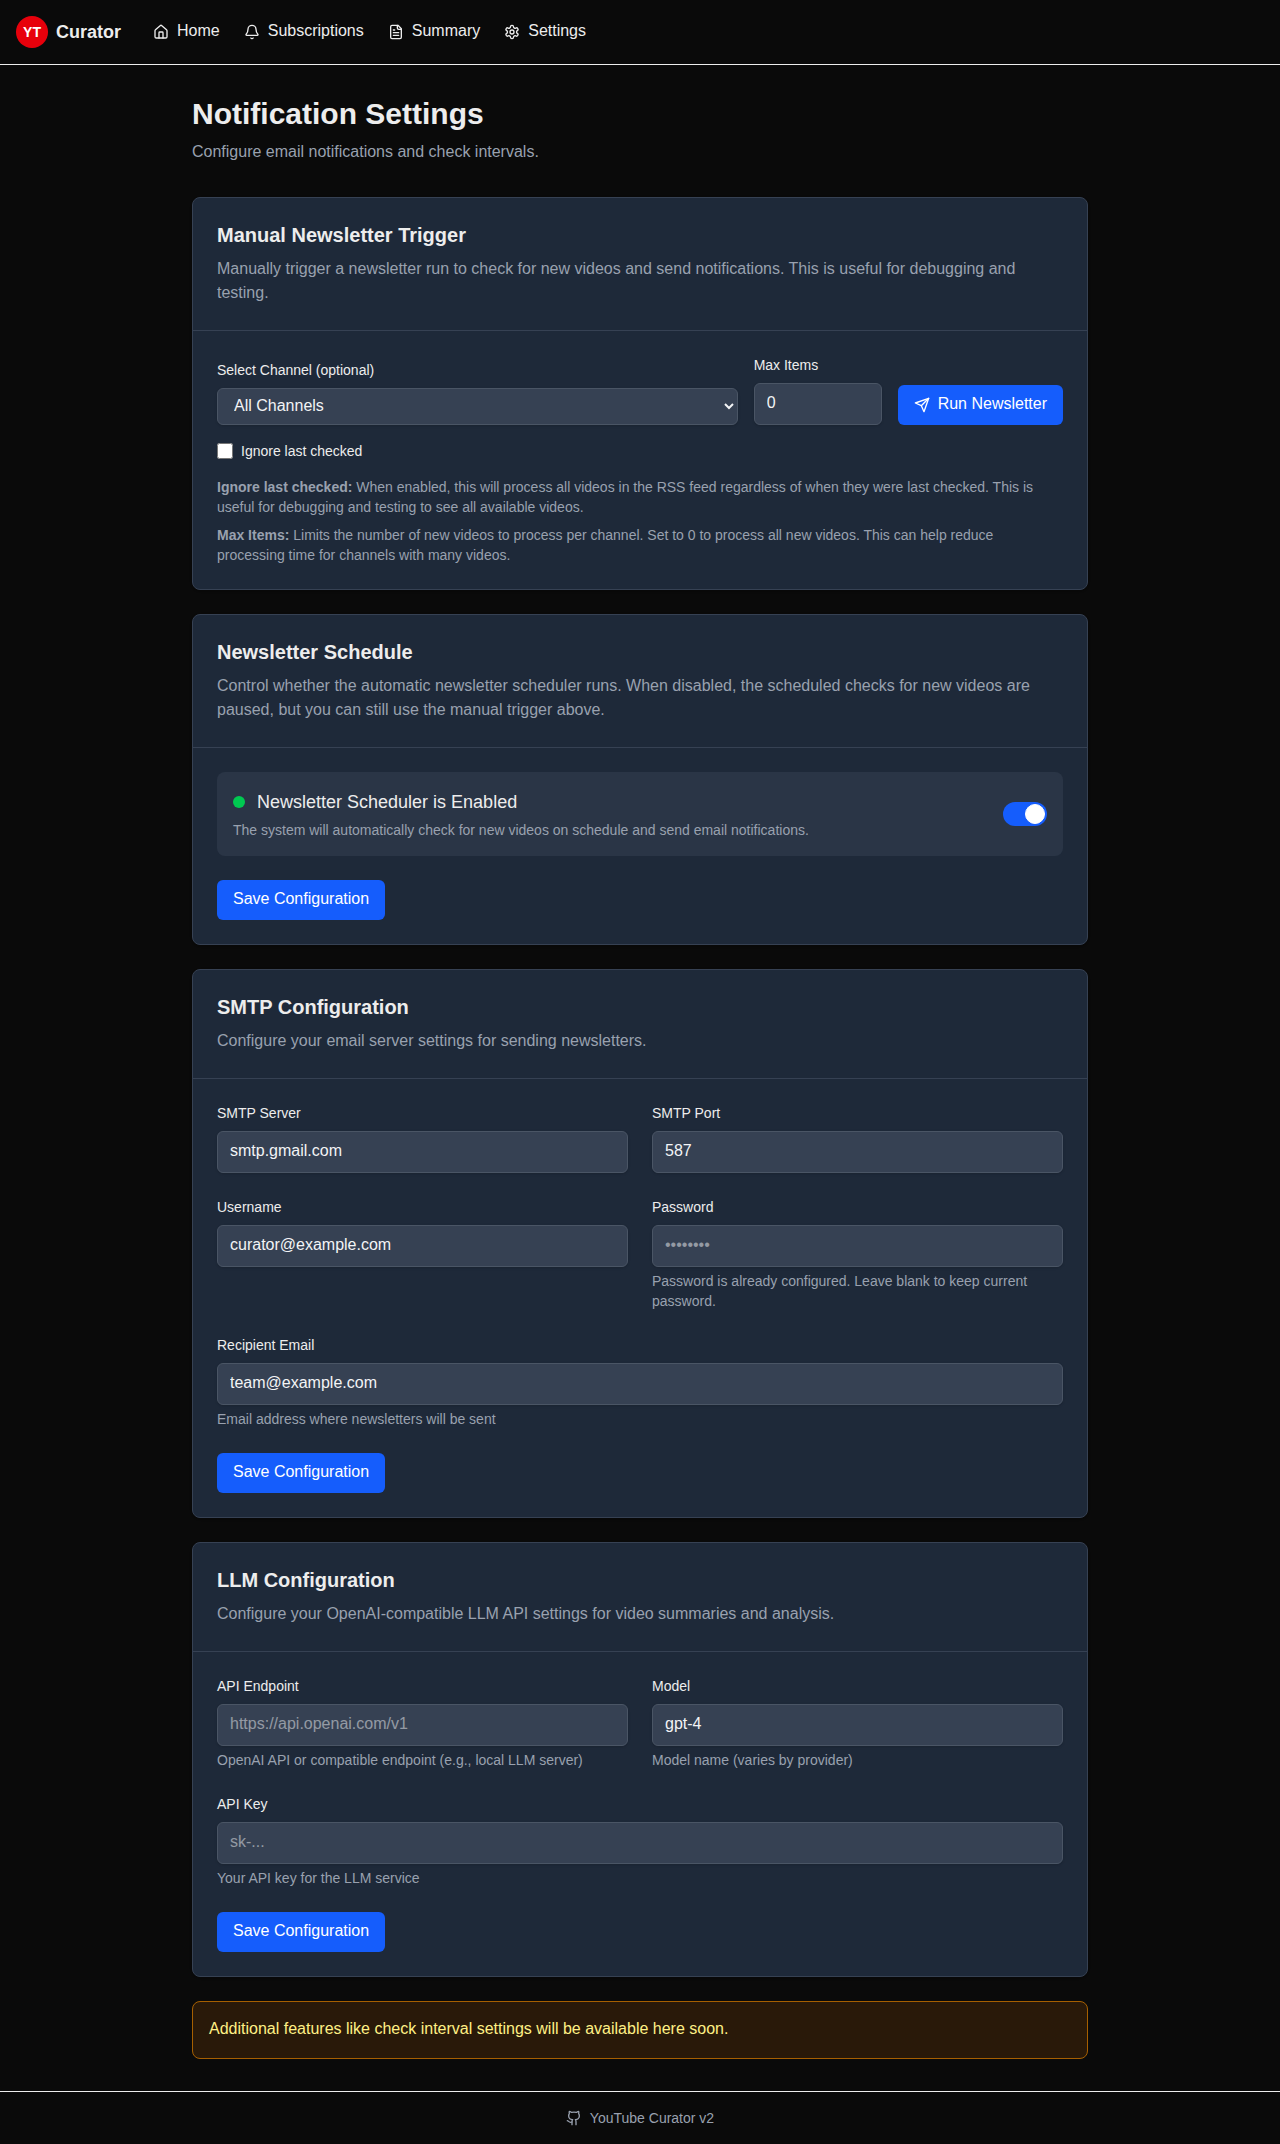 YT Curator Home Subscriptions Summary Settings
Notification Settings
Configure email notifications and check intervals.
Manual Newsletter Trigger
Manually trigger a newsletter run to check for new videos and send notifications. This is useful for debugging and
testing.
Select Channel (optional)
All Channels
Max Items
0
Run Newsletter
Ignore last checked
Ignore last checked: When enabled, this will process all videos in the RSS feed regardless of when they were last checked. This is
useful for debugging and testing to see all available videos.
Max Items: Limits the number of new videos to process per channel. Set to 0 to process all new videos. This can help reduce
processing time for channels with many videos.
Newsletter Schedule
Control whether the automatic newsletter scheduler runs. When disabled, the scheduled checks for new videos are
paused, but you can still use the manual trigger above.
Newsletter Scheduler is Enabled
The system will automatically check for new videos on schedule and send email notifications.
Save Configuration
SMTP Configuration
Configure your email server settings for sending newsletters.
SMTP Server
smtp.gmail.com
SMTP Port
587
Username
curator@example.com
Password
••••••••
Password is already configured. Leave blank to keep current
password.
Recipient Email
team@example.com
Email address where newsletters will be sent
Save Configuration
LLM Configuration
Configure your OpenAI-compatible LLM API settings for video summaries and analysis.
API Endpoint
https://api.openai.com/v1
OpenAI API or compatible endpoint (e.g., local LLM server)
Model
gpt-4
Model name (varies by provider)
API Key
sk-...
Your API key for the LLM service
Save Configuration
Additional features like check interval settings will be available here soon.
YouTube Curator v2